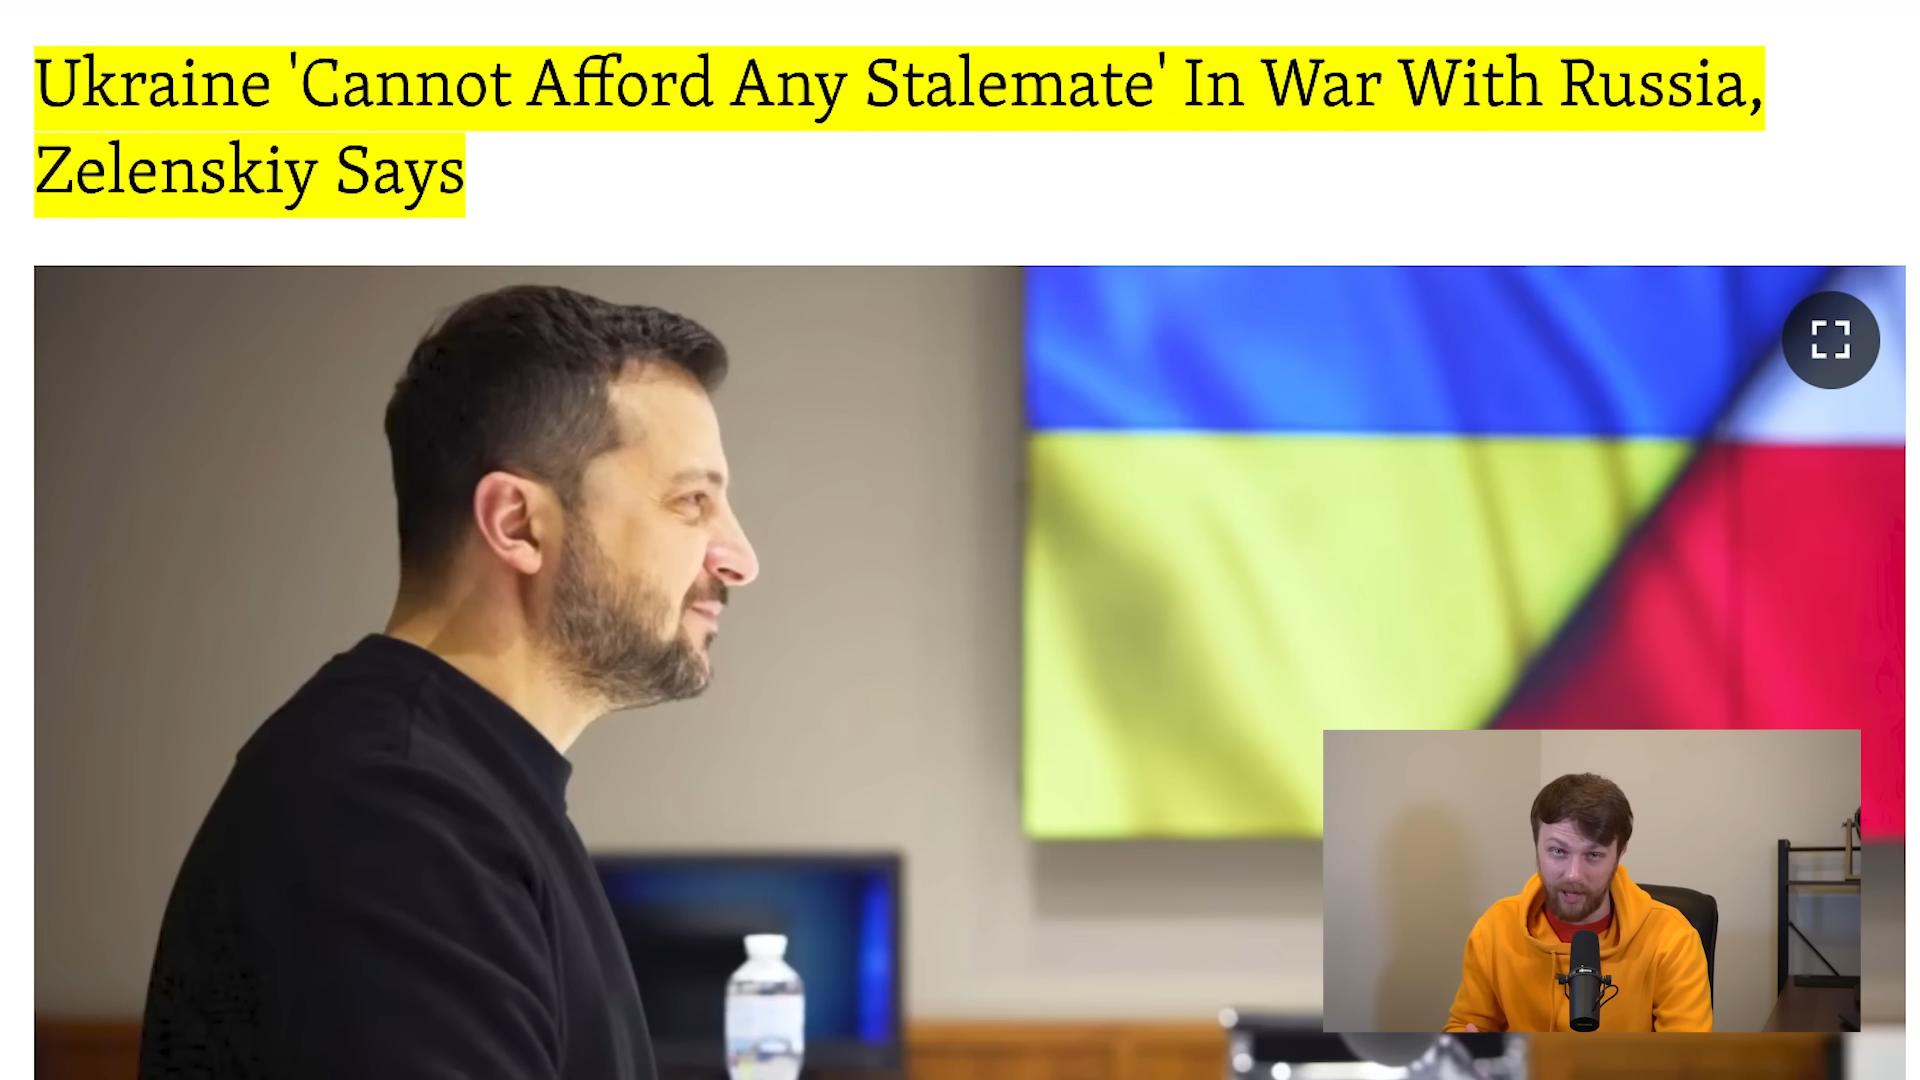 Ukraine 'Cannot Afford Any Stalemate' In War With Russia,
Zelenskiy Says